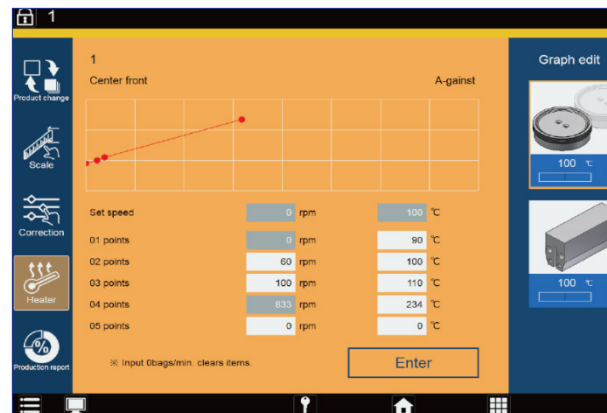 1
1
Center front
A-gainst
Graph edit
Product change
Scale
Correction
Heater
Production report
100 ℃
100 ℃
Set speed 0 rpm 100 ℃
01 points 0 rpm 90 ℃
02 points 60 rpm 100 ℃
03 points 100 rpm 110 ℃
04 points 833 rpm 234 ℃
05 points 0 rpm 0 ℃
※ Input 0bags/min. clears items.
Enter